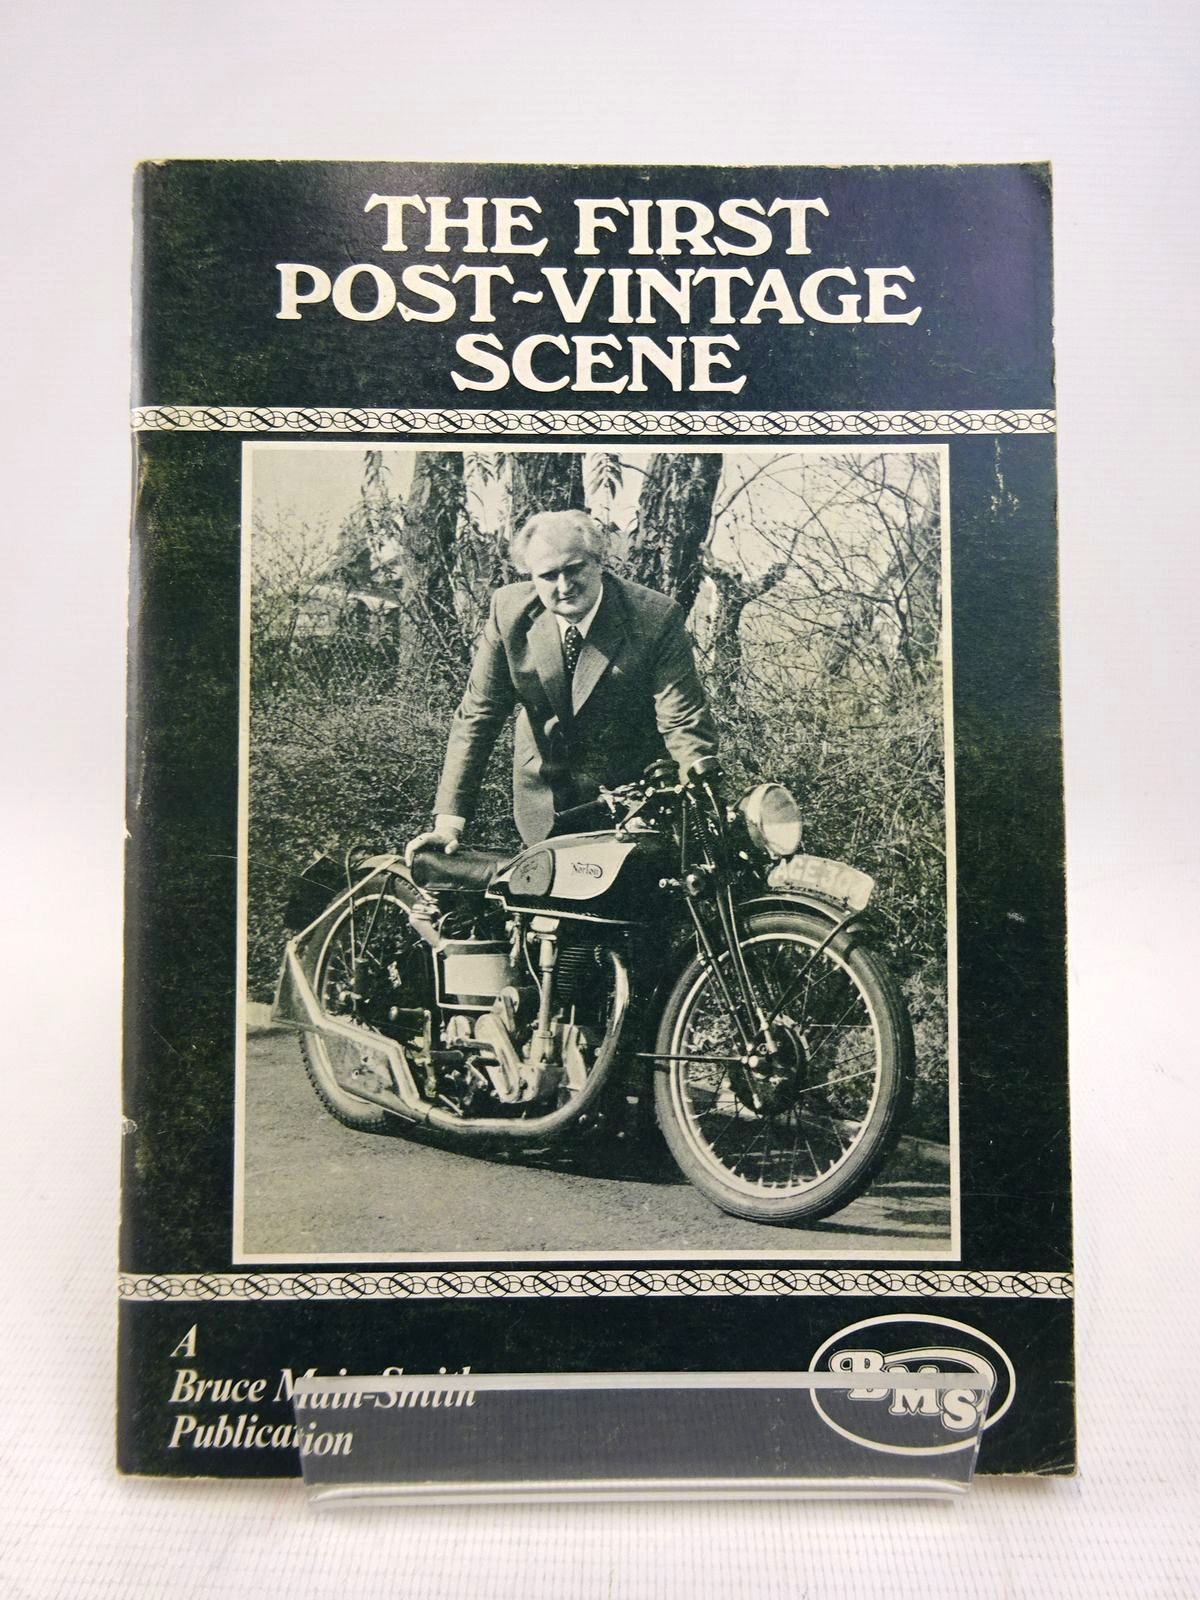 THE FIRST
POST~VINTAGE
SCENE
Norton
A
Bruce Main-Smith
Publication
BMS